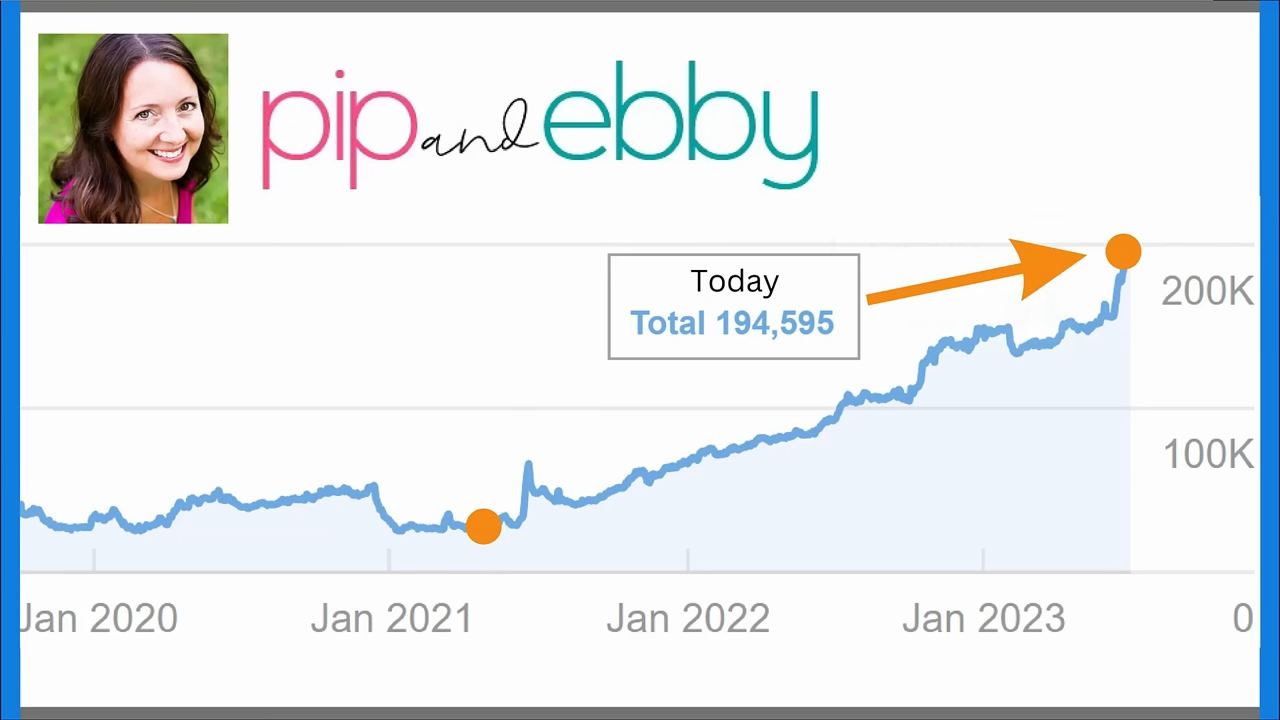 pip and ebby
Today
Total 194,595
200K
100K
Jan 2020
Jan 2021
Jan 2022
Jan 2023
0